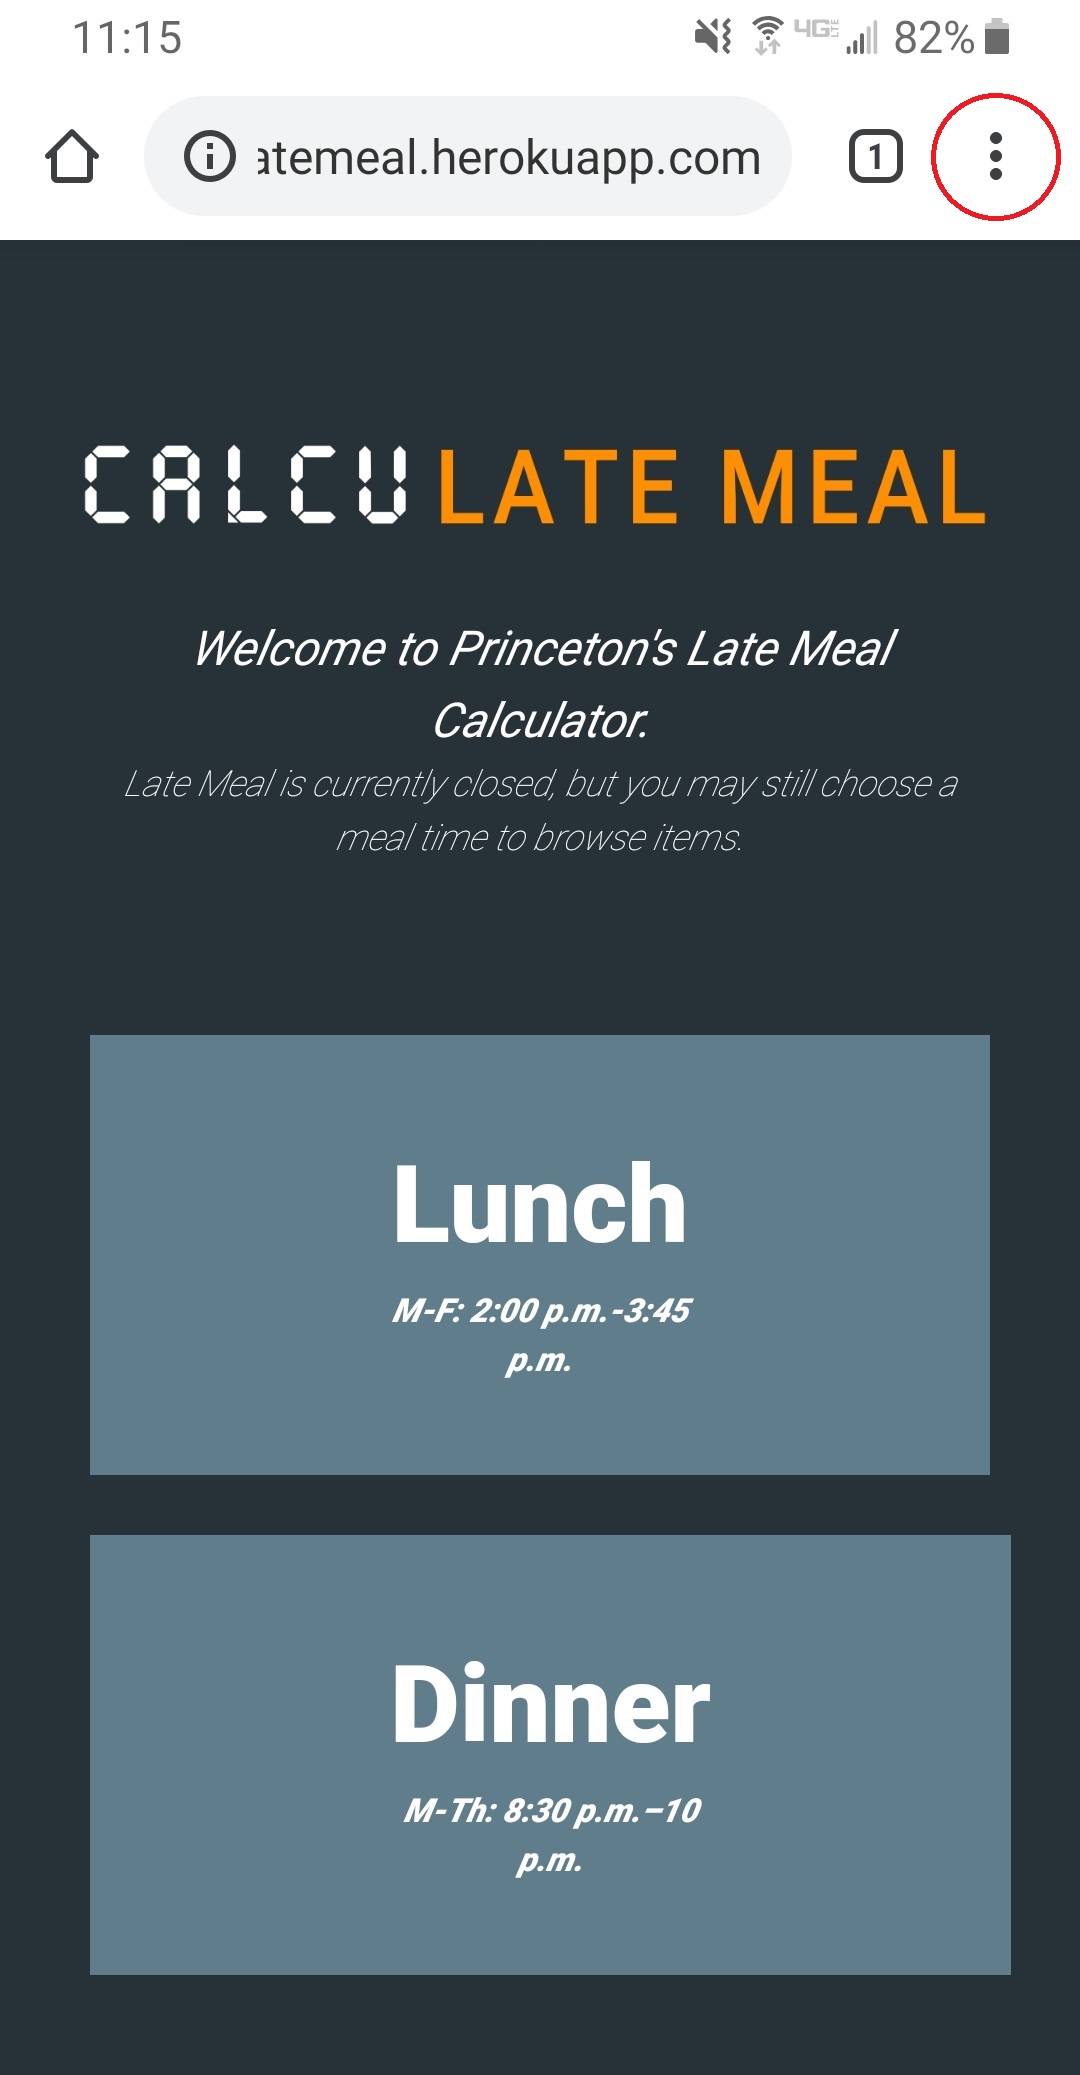 11:15 4G LTE 82%
atemeal.herokuapp.com 1
CALCULATE MEAL
Welcome to Princeton's Late Meal
Calculator.
Late Meal is currently closed, but you may still choose a
meal time to browse items.
Lunch
M-F: 2:00 p.m.-3:45
p.m.
Dinner
M-Th: 8:30 p.m.–10
p.m.